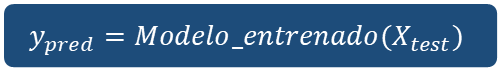 y_pred = Modelo_entrenado(X_test)